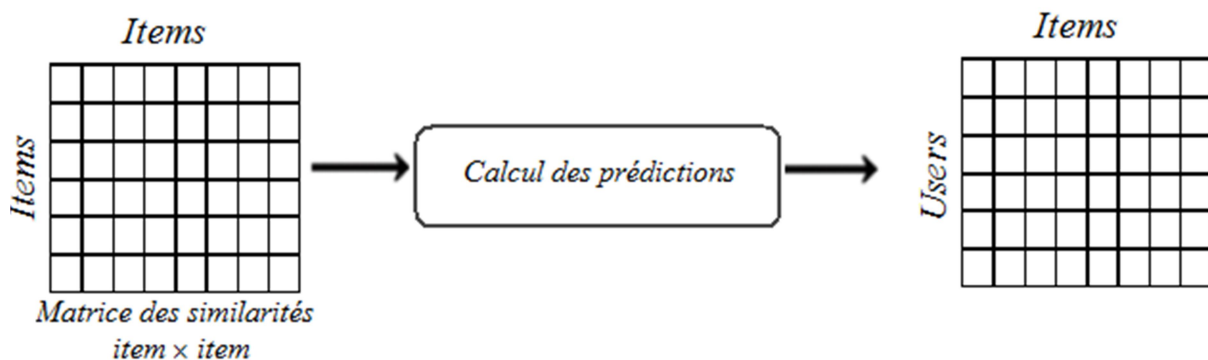 Items
Items
Matrice des similarités
item × item
Calcul des prédictions
Items
Users